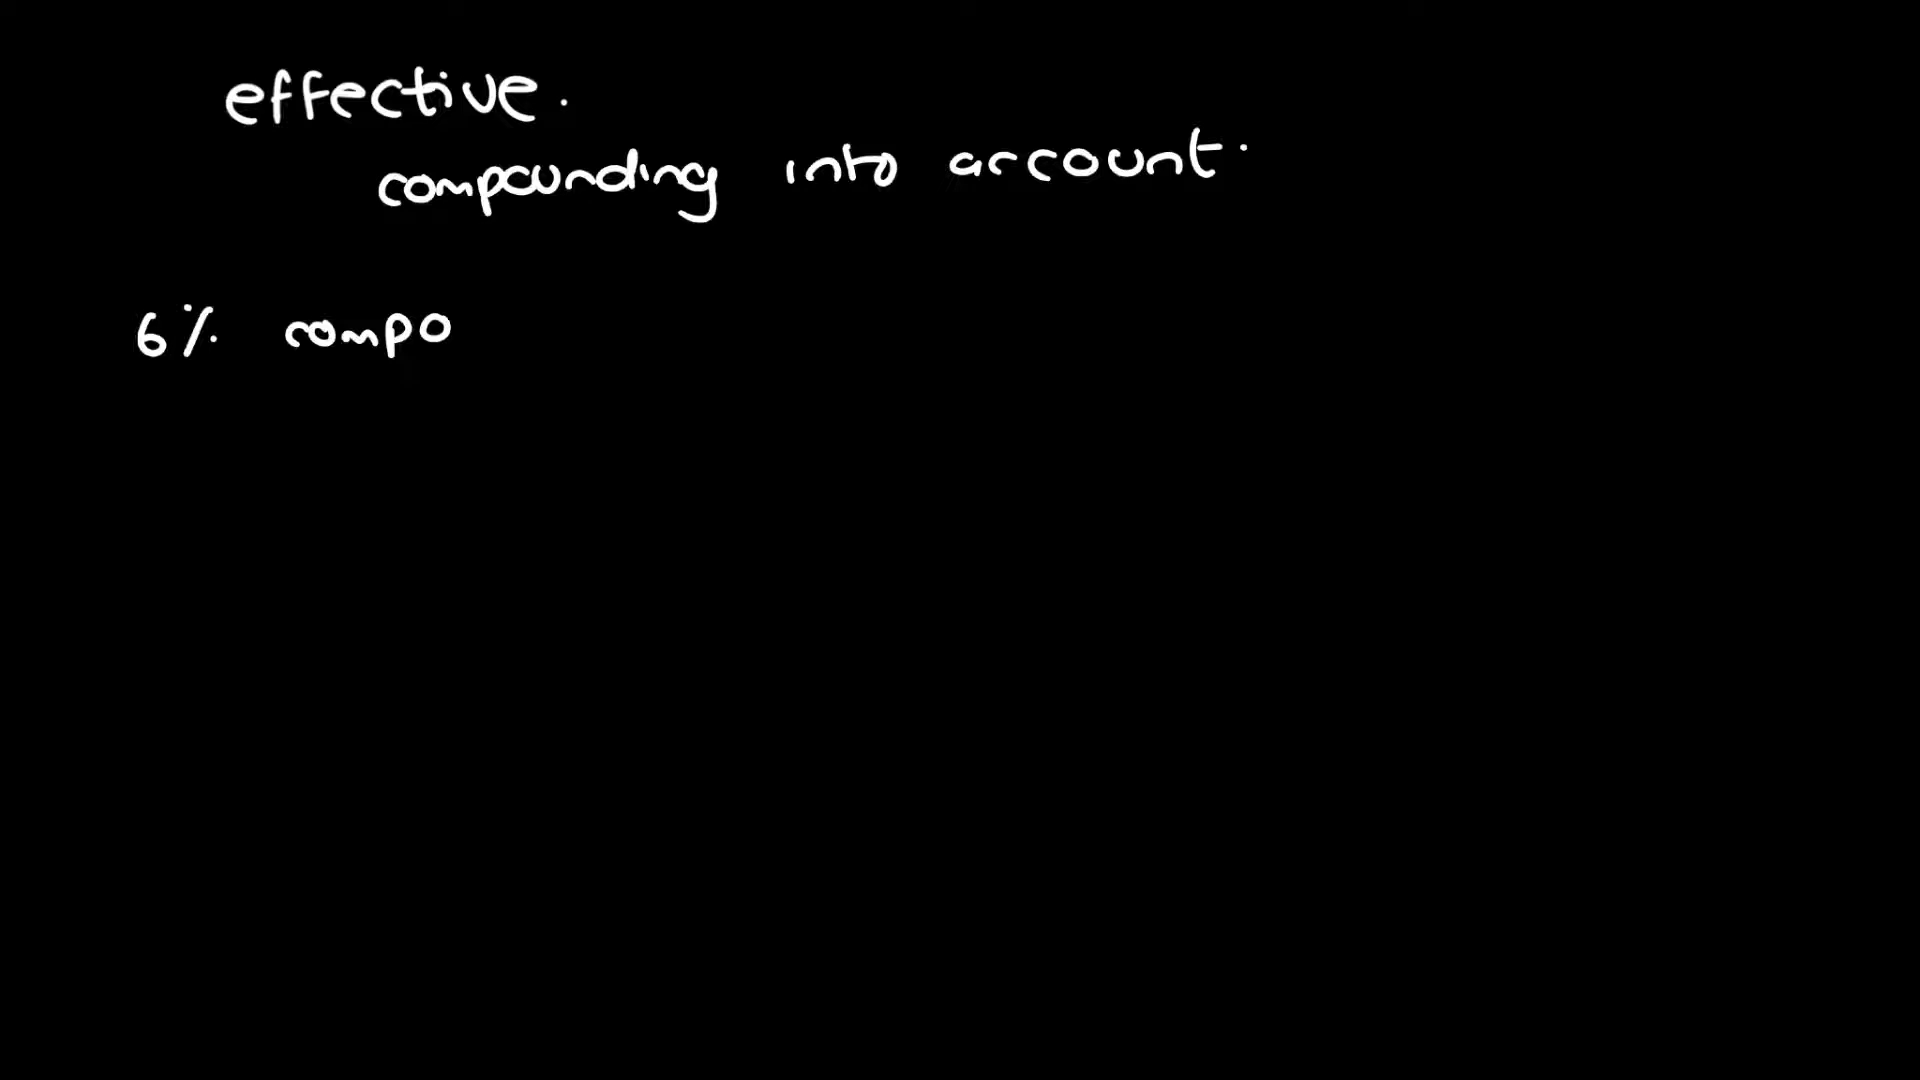 effective.
compounding into account.
6% compo